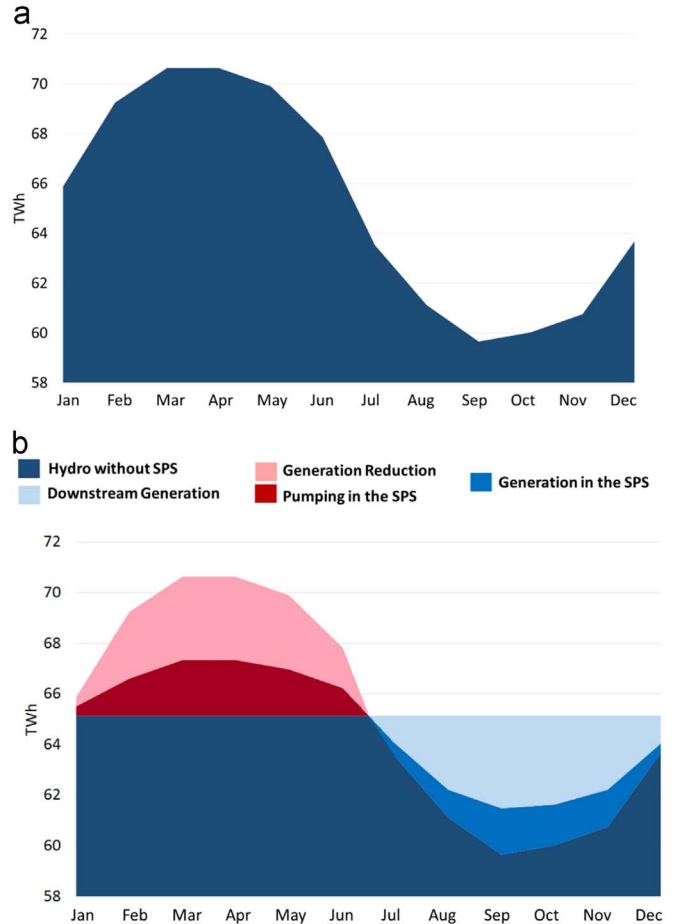 a
72
70
68
66
64
62
60
58
TWh
Jan Feb Mar Apr May Jun Jul Aug Sep Oct Nov Dec
b
Hydro without SPS Generation Reduction Generation in the SPS
Downstream Generation Pumping in the SPS
72
70
68
66
64
62
60
58
TWh
Jan Feb Mar Apr May Jun Jul Aug Sep Oct Nov Dec